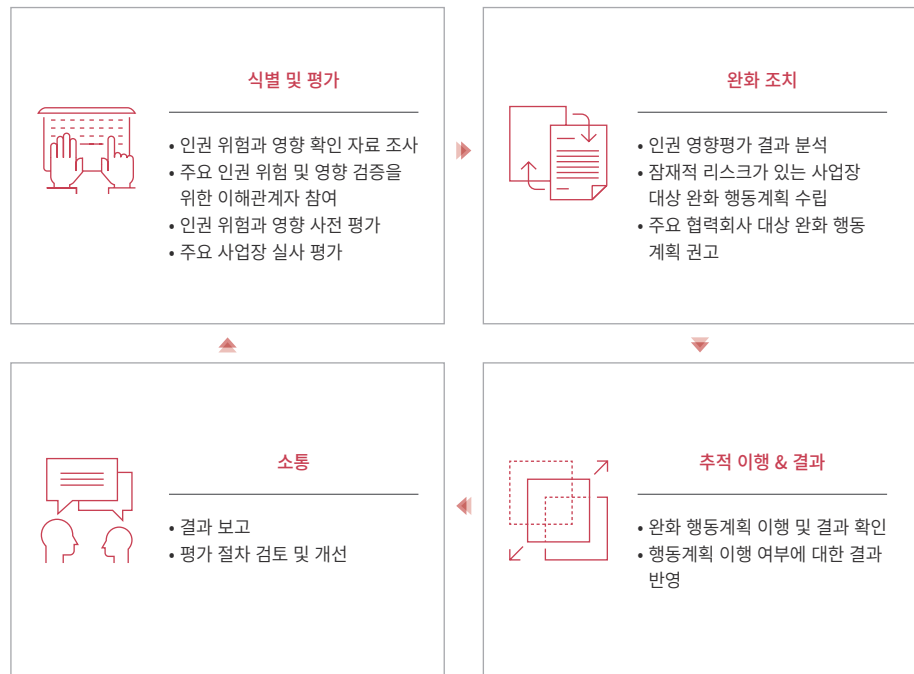 식별 및 평가
• 인권 위험과 영향 확인 자료 조사
• 주요 인권 위험 및 영향 검증을
위한 이해관계자 참여
• 인권 위험과 영향 사전 평가
• 주요 사업장 실사 평가
완화 조치
• 인권 영향평가 결과 분석
• 잠재적 리스크가 있는 사업장
대상 완화 행동계획 수립
• 주요 협력회사 대상 완화 행동
계획 권고
추적 이행 & 결과
• 완화 행동계획 이행 및 결과 확인
• 행동계획 이행 여부에 대한 결과
반영
소통
• 결과 보고
• 평가 절차 검토 및 개선